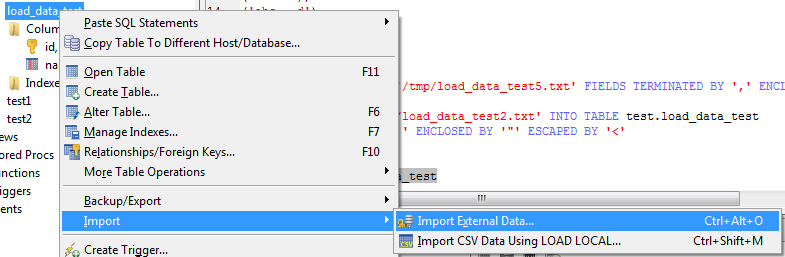 load_data_test
Colum
id,
na
Indexe
test1
test2
ews
ored Procs
unctions
iggers
ents
Paste SQL Statements
Copy Table To Different Host/Database...
Open Table F11
Create Table...
Alter Table... F6
Manage Indexes... F7
Relationships/Foreign Keys... F10
More Table Operations
Backup/Export
Import
Create Trigger...
Import External Data... Ctrl+Alt+O
CSV Import CSV Data Using LOAD LOCAL... Ctrl+Shift+M
14
/tmp/load_data_test5.txt' FIELDS TERMINATED BY ',' ENCL
load_data_test2.txt' INTO TABLE test.load_data_test
' ENCLOSED BY '"' ESCAPED BY '<'
a_test